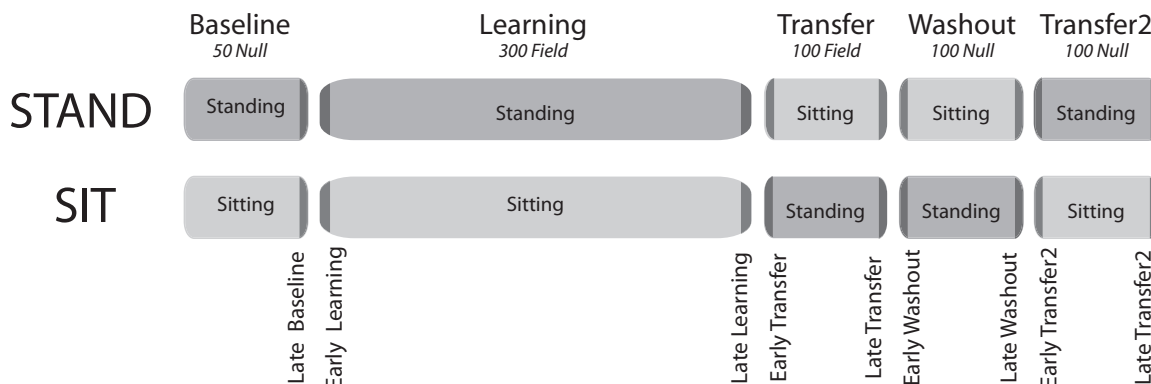 Baseline Learning Transfer Washout Transfer2
50 Null 300 Field 100 Field 100 Null 100 Null
STAND Standing Standing Sitting Sitting Standing
SIT Sitting Sitting Standing Standing Sitting
Late Baseline
Early Learning
Late Learning
Early Transfer
Late Transfer
Early Washout
Late Washout
Early Transfer2
Late Transfer2